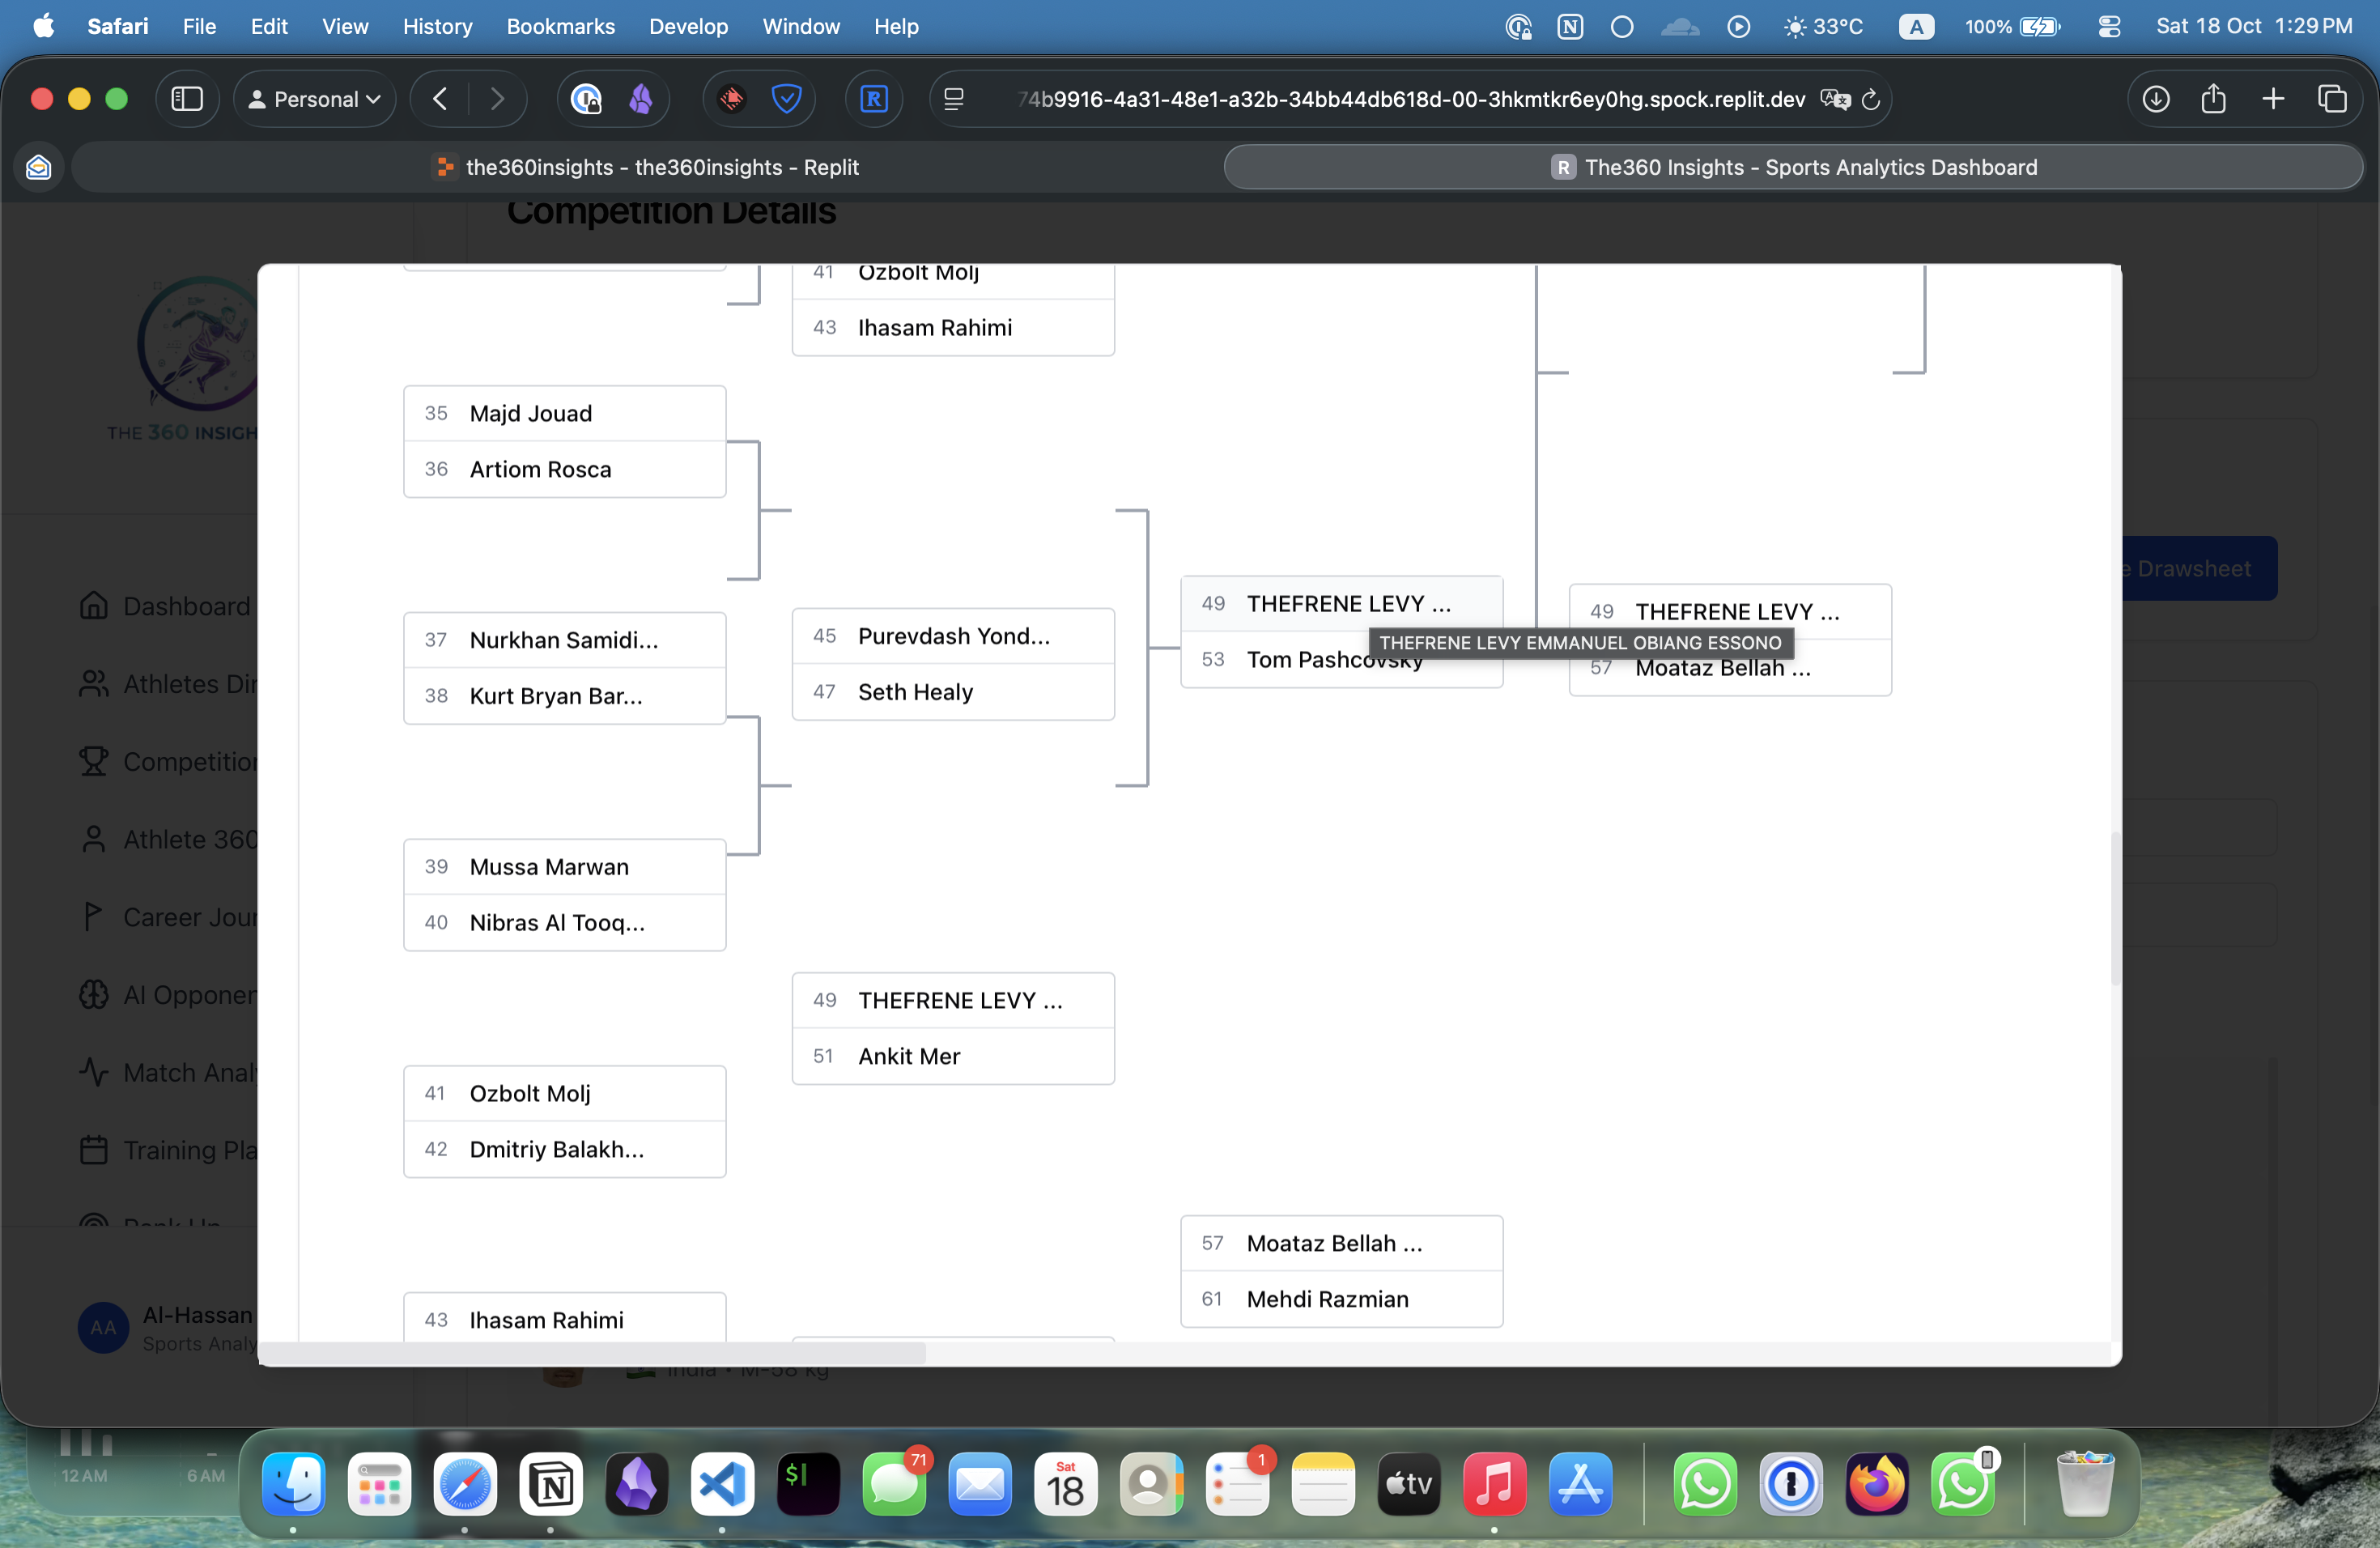 Safari File Edit View History Bookmarks Develop Window Help 33°C A 100% Sat 18 Oct 1:29 PM
Personal 74b9916-4a31-48e1-a32b-34bb44db618d-00-3hkmtkr6ey0hg.spock.replit.dev
the360insights - the360insights - Replit
R The360 Insights - Sports Analytics Dashboard
Competition Details
THE 360 INSIGH
Dashboard
Athletes Dir
Competition
Athlete 360
Career Jour
AI Opponen
Match Analy
Training Pla
Rank Up
AA Al-Hassan
Sports Analy
e Drawsheet
41 Ozbolt Molj
43 Ihasam Rahimi
35 Majd Jouad
36 Artiom Rosca
37 Nurkhan Samidi...
38 Kurt Bryan Bar...
45 Purevdash Yond...
47 Seth Healy
49 THEFRENE LEVY ...
53 Tom Pashcovsky
49 THEFRENE LEVY ...
57 Moataz Bellah ...
THEFRENE LEVY EMMANUEL OBIANG ESSONO
39 Mussa Marwan
40 Nibras Al Tooq...
49 THEFRENE LEVY ...
51 Ankit Mer
41 Ozbolt Molj
42 Dmitriy Balakh...
57 Moataz Bellah ...
61 Mehdi Razmian
43 Ihasam Rahimi
India • M-58 kg
12 AM 6 AM
$
71
Sat
18
1
tv